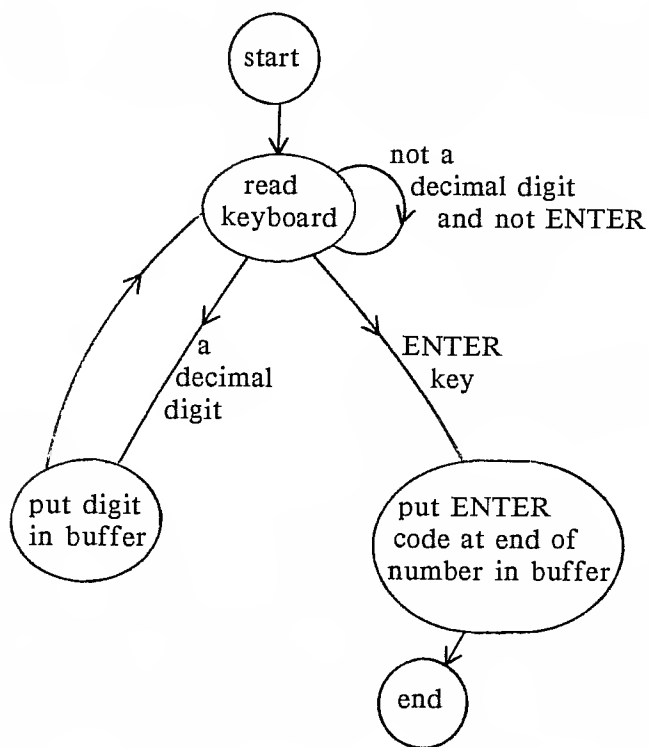 start
read
keyboard
not a
decimal digit
and not ENTER
a
decimal
digit
ENTER
key
put digit
in buffer
put ENTER
code at end of
number in buffer
end